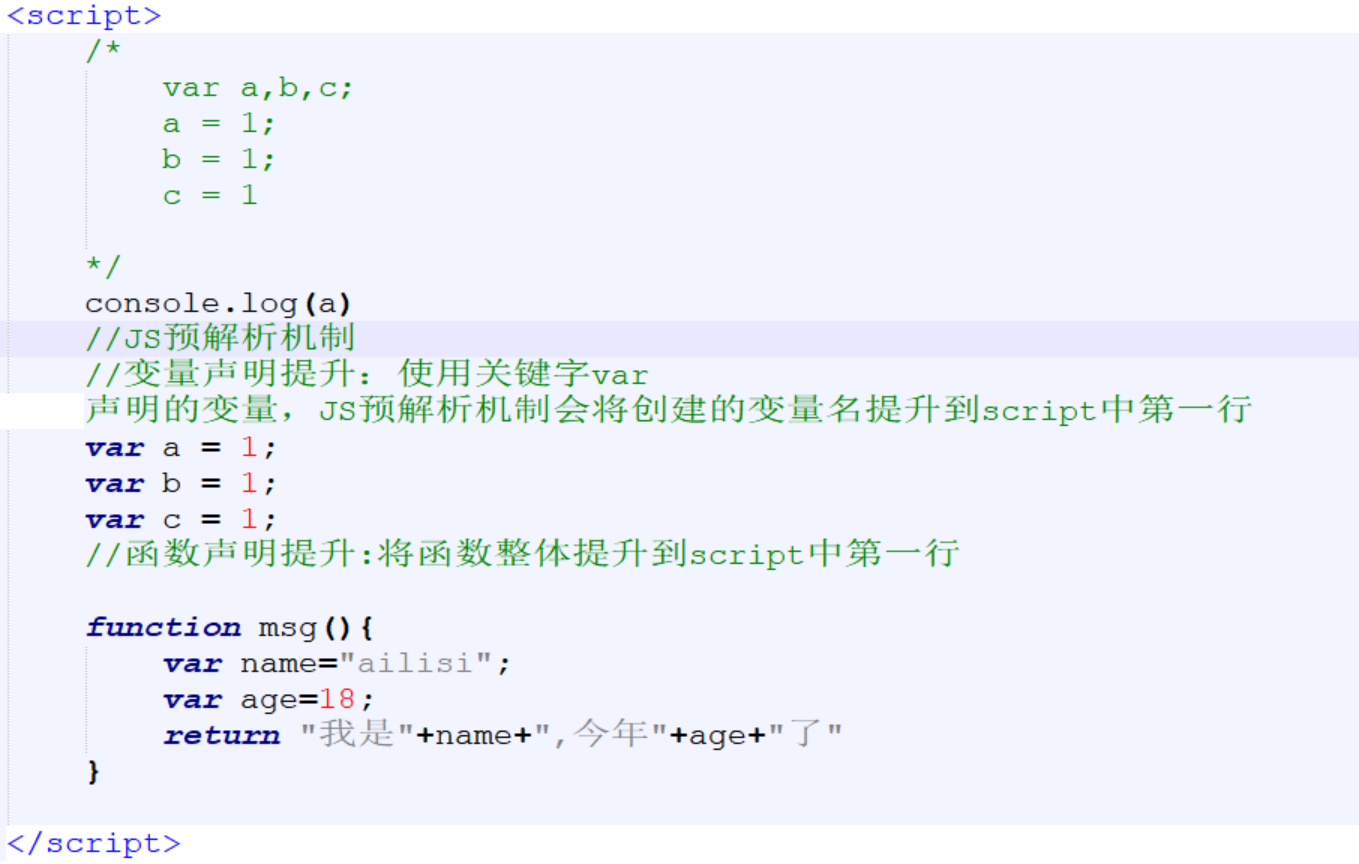 <script>
/*
var a,b,c;
a = 1;
b = 1;
c = 1
*/
console.log(a)
//JS预解析机制
//变量声明提升：使用关键字var
声明的变量，JS预解析机制会将创建的变量名提升到script中第一行
var a = 1;
var b = 1;
var c = 1;
//函数声明提升:将函数整体提升到script中第一行
function msg(){
var name="ailisi";
var age=18;
return "我是"+name+",今年"+age+"了"
}
</script>